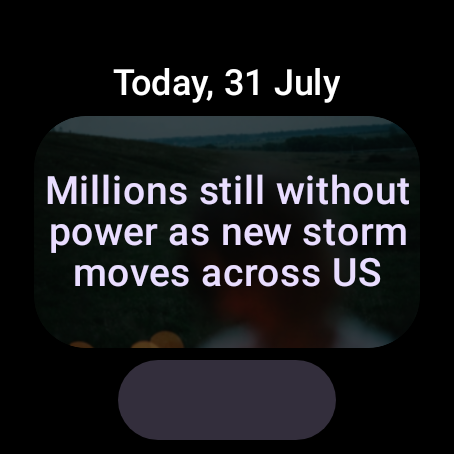 Today, 31 July
Millions still without
power as new storm
moves across US